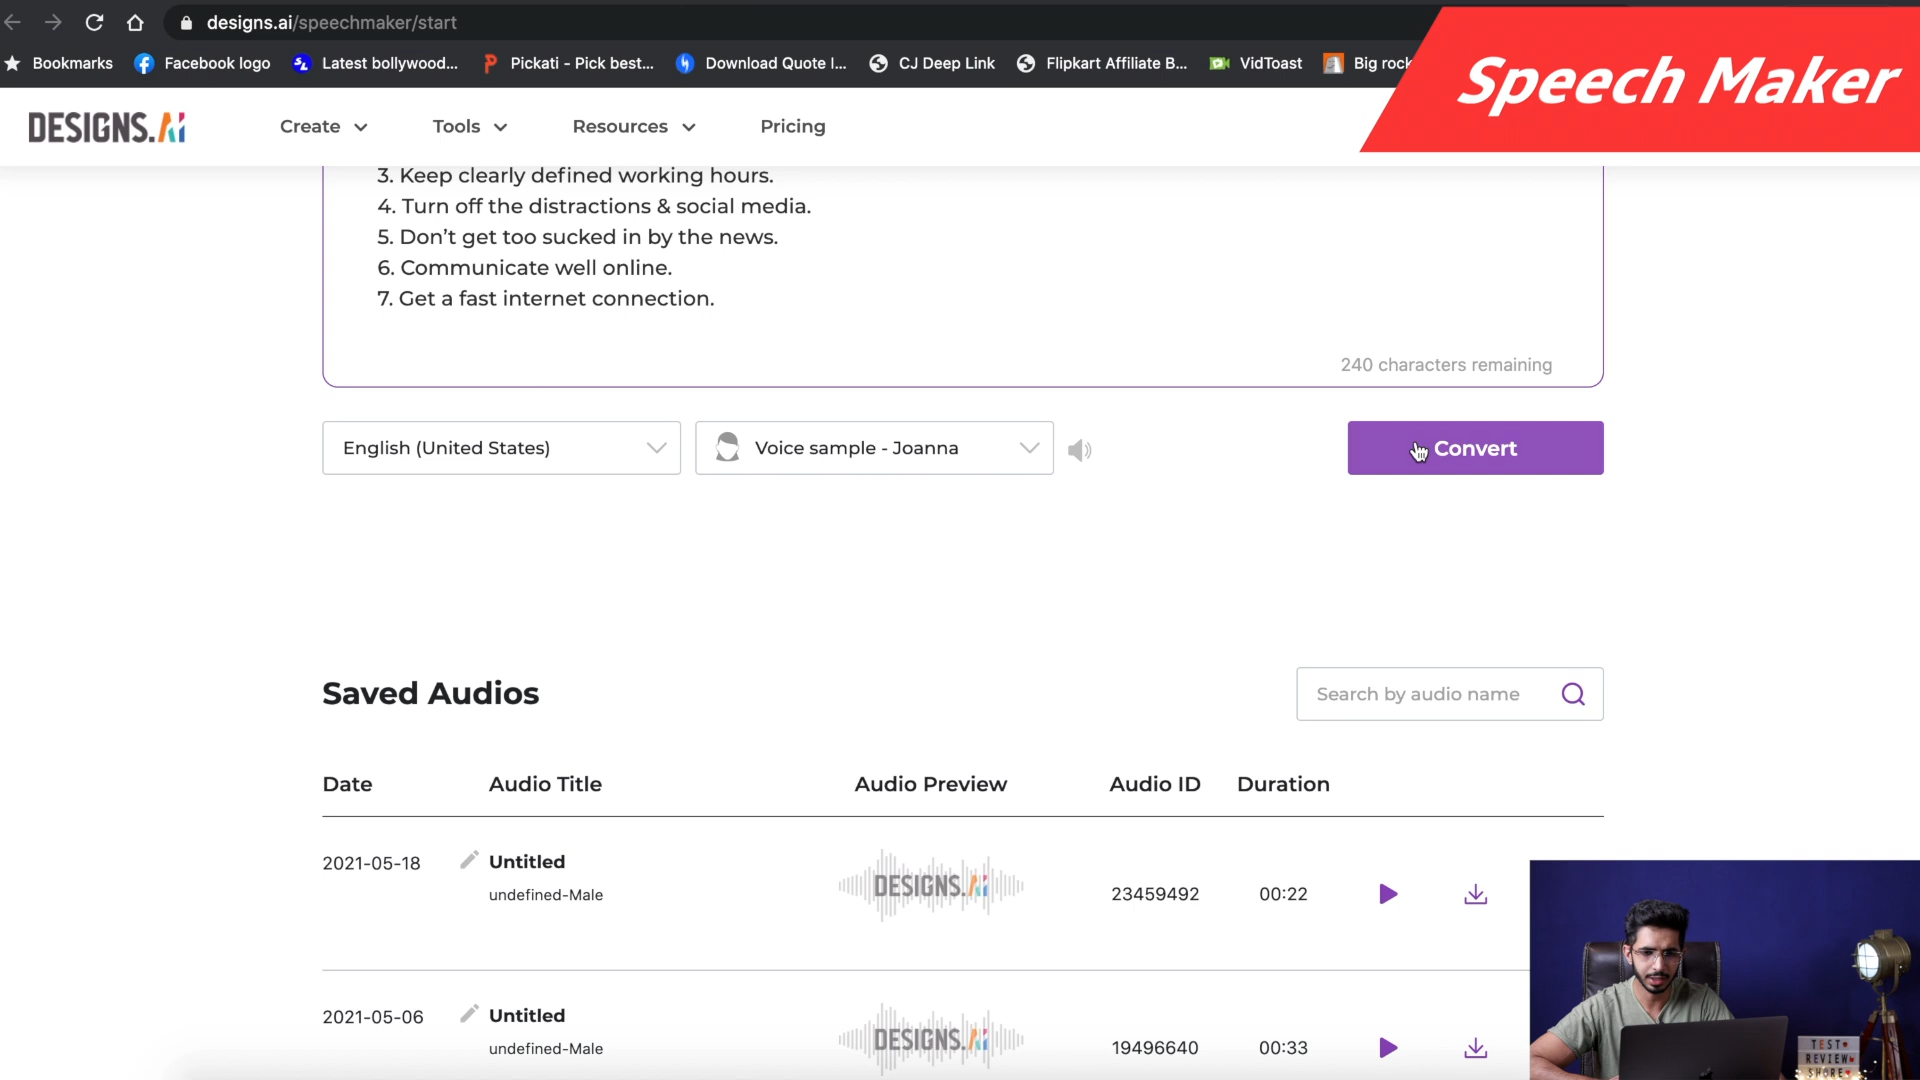 designs.ai/speechmaker/start
Bookmarks Facebook logo Latest bollywood... Pickati - Pick best... Download Quote I... CJ Deep Link Flipkart Affiliate B... VidToast Big rock
Speech Maker
DESIGNS.AI Create Tools Resources Pricing
3. Keep clearly defined working hours.
4. Turn off the distractions & social media.
5. Don’t get too sucked in by the news.
6. Communicate well online.
7. Get a fast internet connection.
240 characters remaining
English (United States) Voice sample - Joanna Convert
Saved Audios Search by audio name
Date Audio Title Audio Preview Audio ID Duration
2021-05-18 Untitled
undefined-Male DESIGNS.AI 23459492 00:22
2021-05-06 Untitled
undefined-Male DESIGNS.AI 19496640 00:33
TEST
REVIEW
SHORE